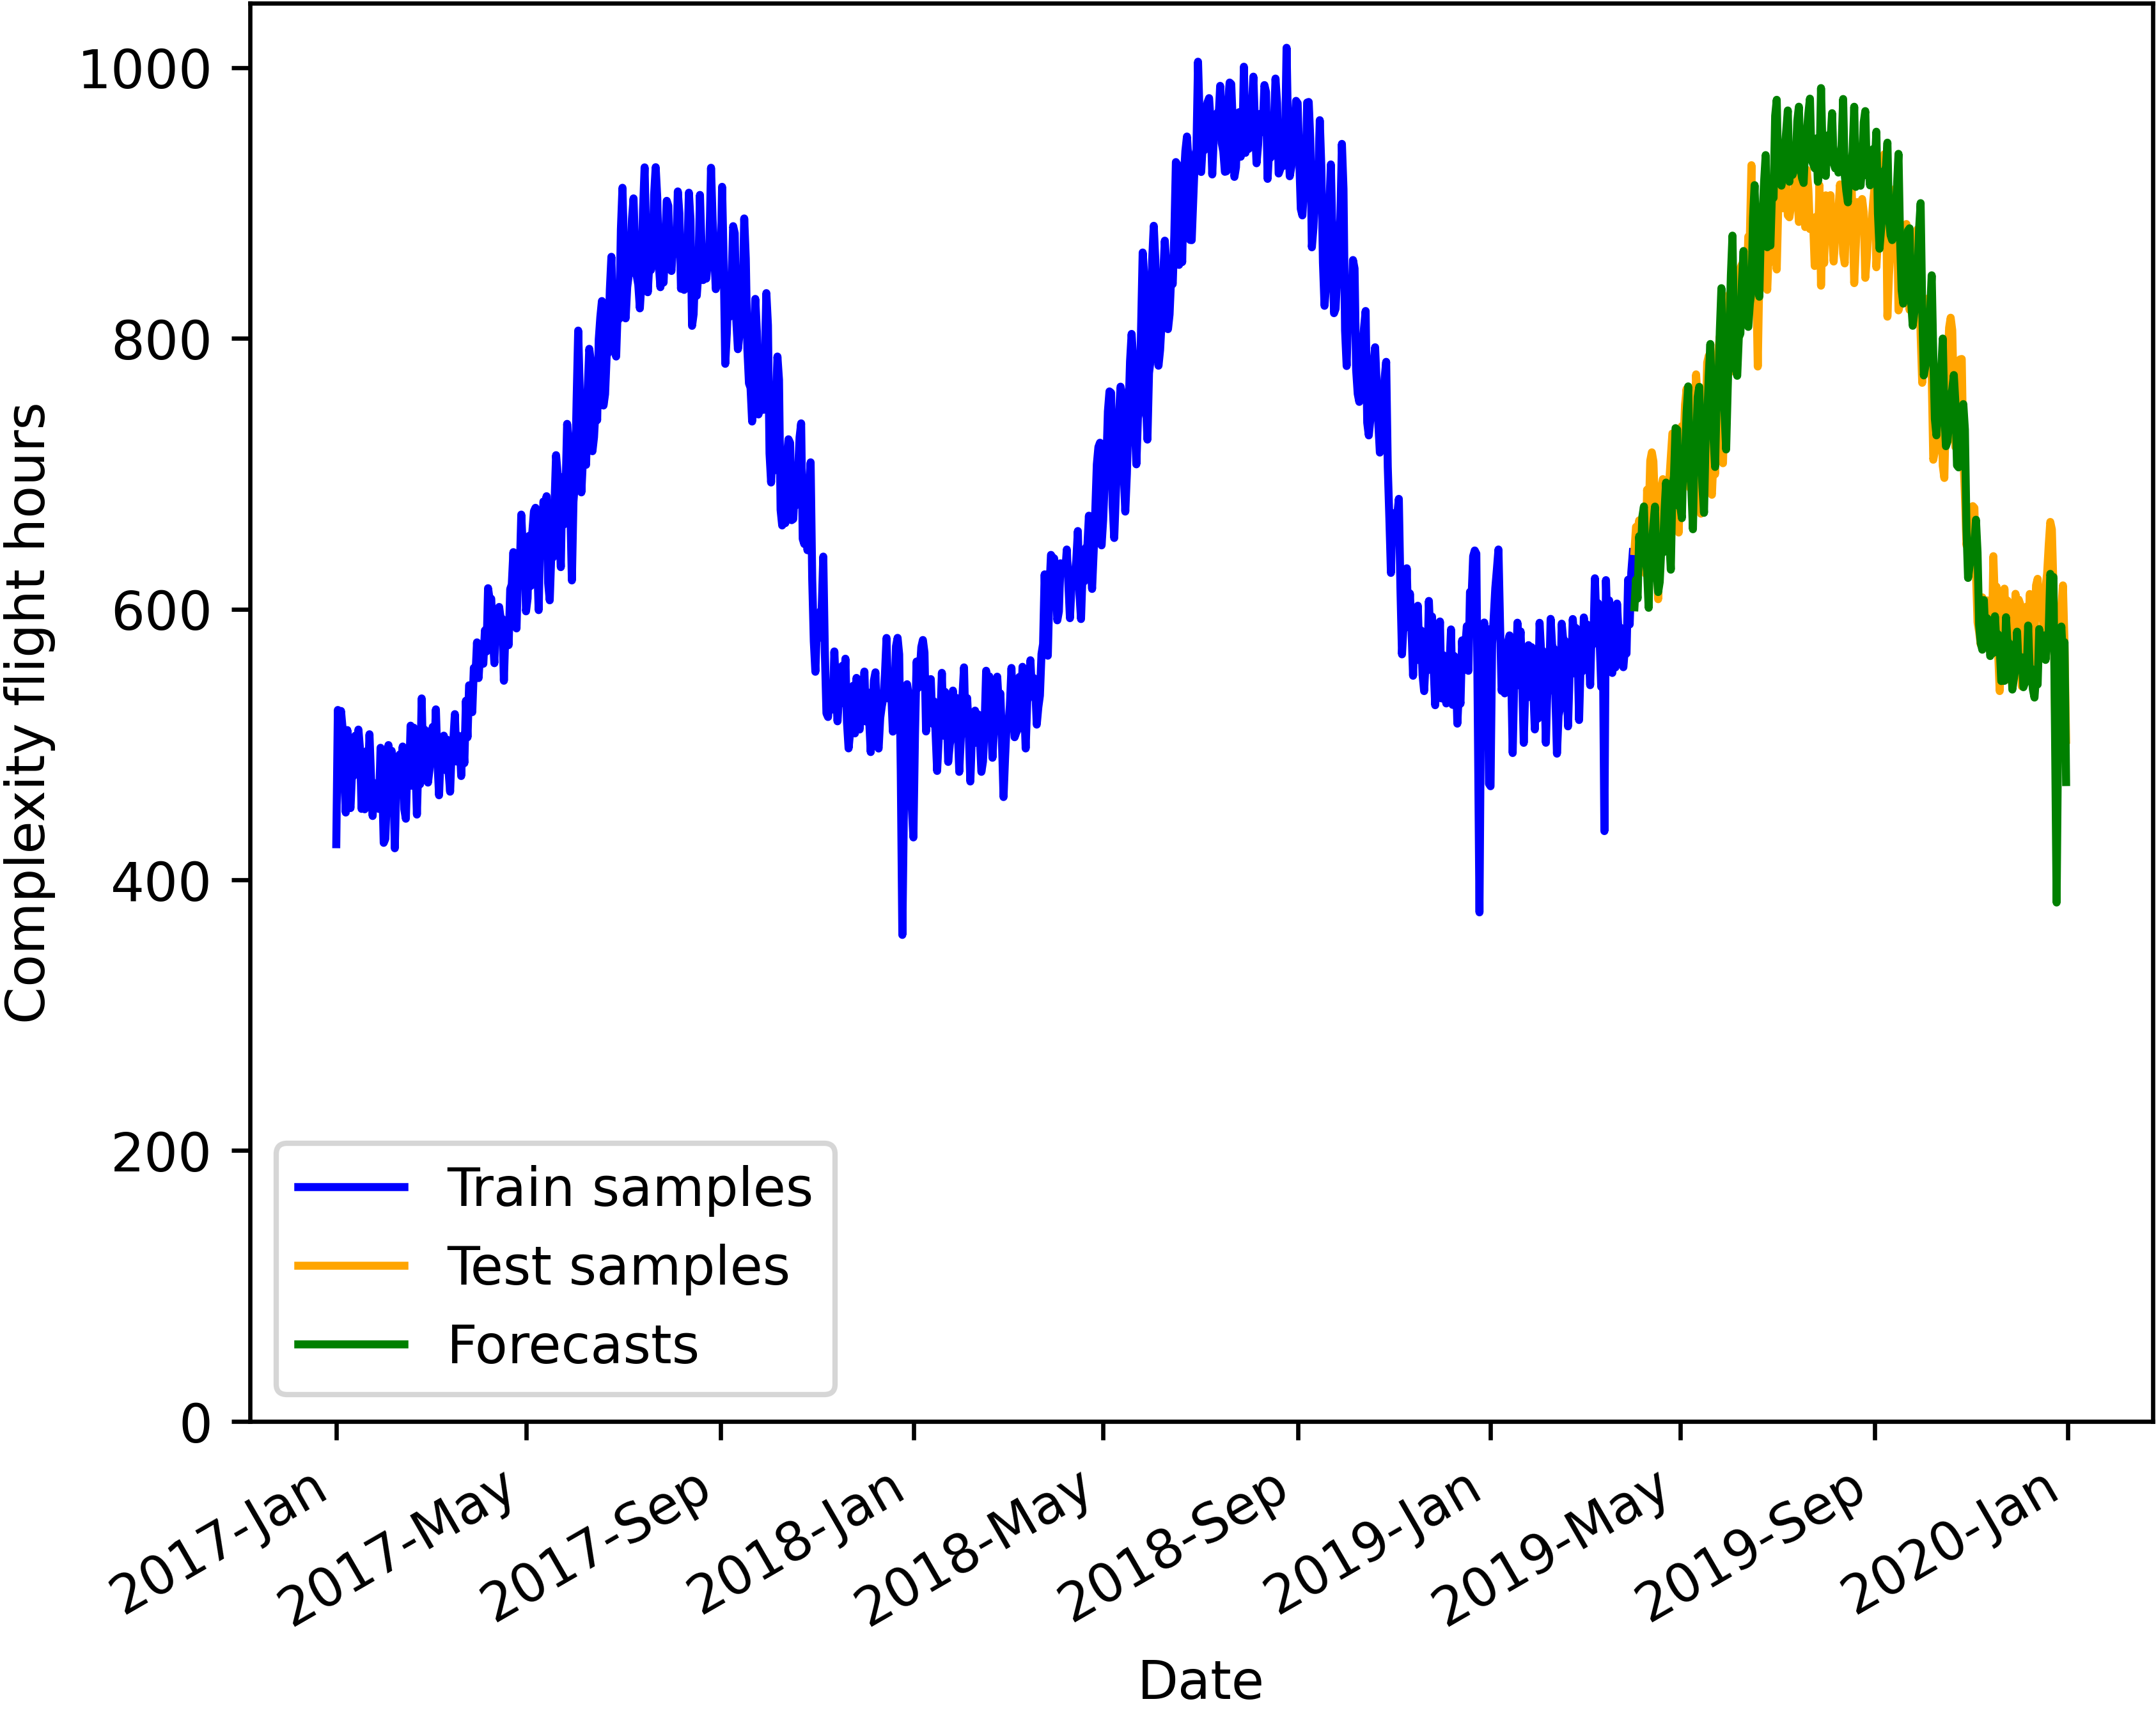 Complexity flight hours
1000
800
600
400
200
0
Train samples
Test samples
Forecasts
2017-Jan
2017-May
2017-Sep
2018-Jan
2018-May
2018-Sep
2019-Jan
2019-May
2019-Sep
2020-Jan
Date